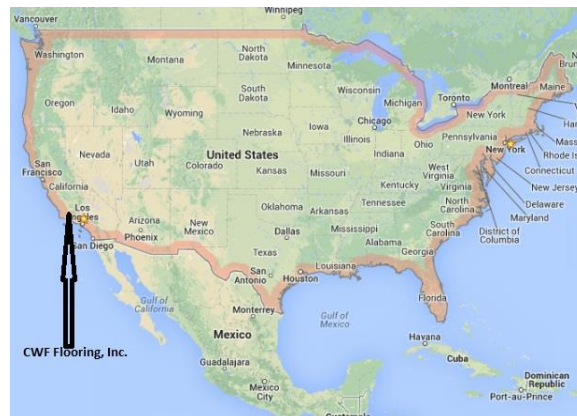 Vancouver
Winnipeg
Washington
Montana
North
Dakota
Minnesota
Montreal
New
Brun
Maine
Oregon
Idaho
Wyoming
South
Dakota
Wisconsin
Michigan
Toronto
New York
Har
Mass
Rhode Is
Connecticut
New Jersey
Delaware
Maryland
District of
Columbia
Chicago
Iowa
Nebraska
Illinois
Indiana
Ohio
Pennsylvania
New York
San
Francisco
Nevada
Utah
Colorado
United States
Kansas
Missouri
West
Virginia
Virginia
Kentucky
California
Los
Angeles
San Diego
Arizona
Phoenix
New
Mexico
Oklahoma
Arkansas
Tennessee
North
Carolina
South
Carolina
Dallas
Mississippi
Alabama
Georgia
Texas
Louisiana
San
Antonio
Houston
Florida
Gulf of
California
Monterrey
Gulf of
Mexico
CWF Flooring, Inc.
Mexico
Guadalajara
Mexico
City
Havana
Cuba
Dominican
Republic
Port-au-Prince